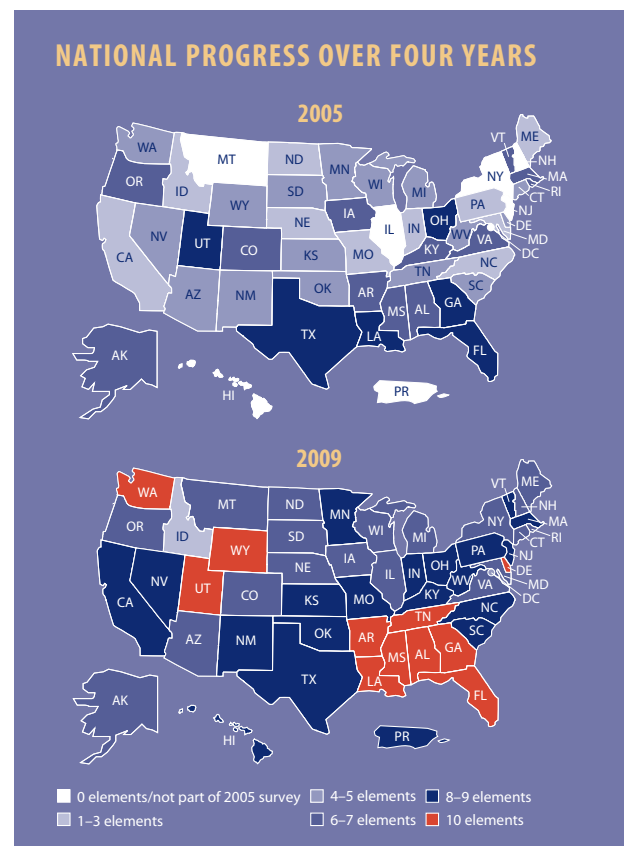 NATIONAL PROGRESS OVER FOUR YEARS
2005
WA
MT
ND
MN
VT
ME
OR
ID
SD
WI
MI
NY
NH
MA
RI
CT
WY
IA
NE
PA
NJ
DE
MD
DC
NV
UT
CO
IL
IN
OH
WV
VA
CA
KS
MO
KY
NC
AZ
NM
OK
AR
TN
SC
TX
LA
MS
AL
GA
FL
AK
HI
PR
2009
WA
MT
ND
MN
VT
ME
OR
ID
SD
WI
MI
NY
NH
MA
RI
CT
WY
IA
NE
PA
NJ
DE
MD
DC
NV
UT
CO
IL
IN
OH
WV
VA
CA
KS
MO
KY
NC
AZ
NM
OK
AR
TN
SC
TX
LA
MS
AL
GA
FL
AK
HI
PR
0 elements/not part of 2005 survey 4–5 elements 8–9 elements
1–3 elements 6–7 elements 10 elements